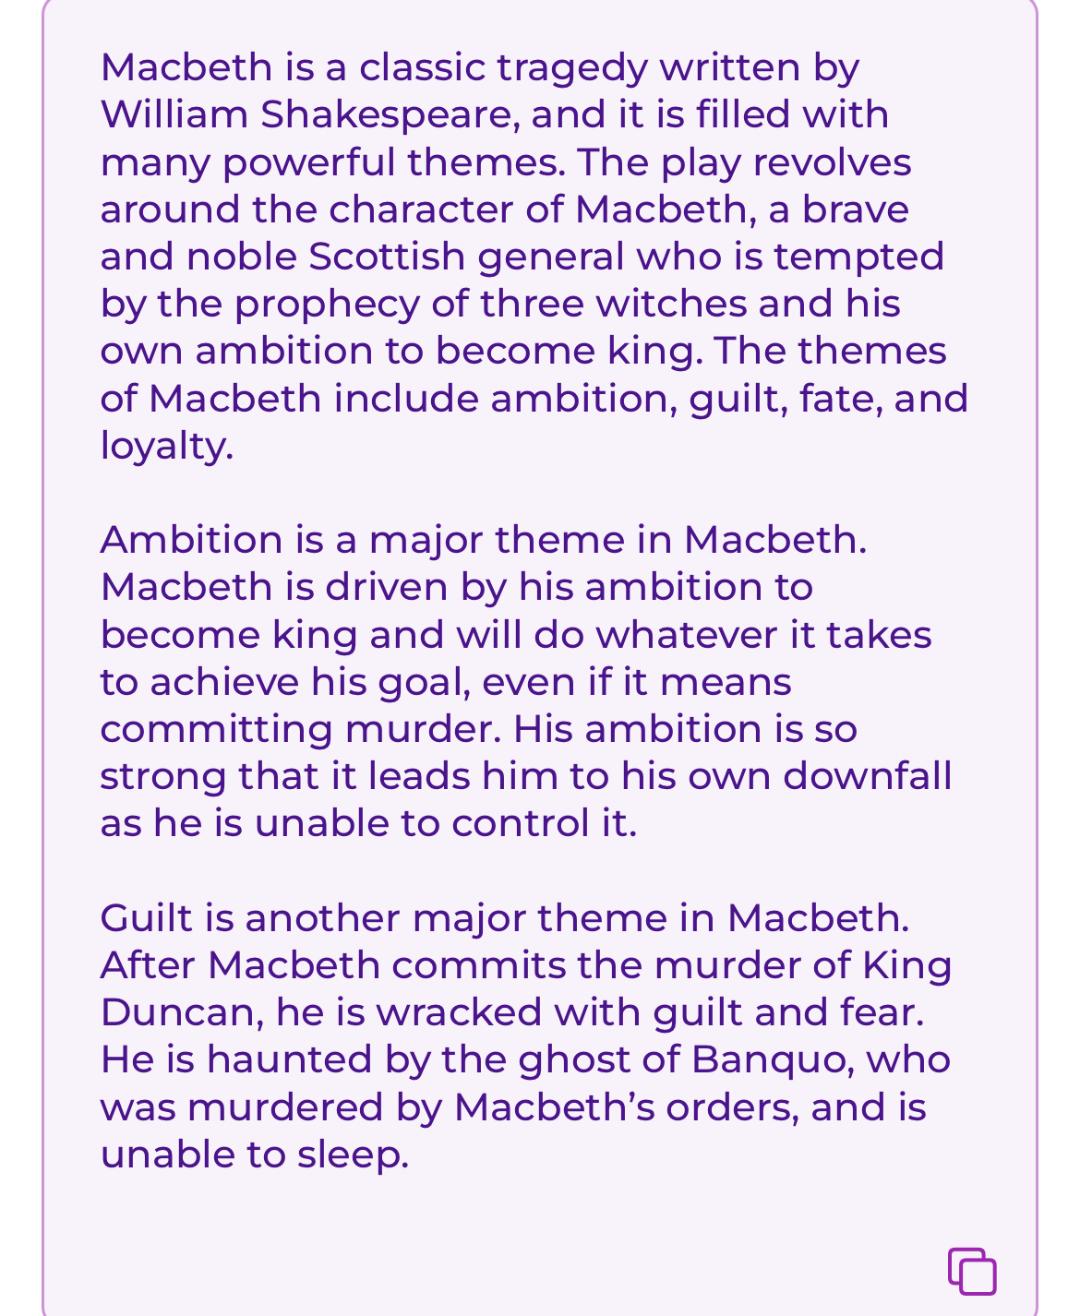 Macbeth is a classic tragedy written by
William Shakespeare, and it is filled with
many powerful themes. The play revolves
around the character of Macbeth, a brave
and noble Scottish general who is tempted
by the prophecy of three witches and his
own ambition to become king. The themes
of Macbeth include ambition, guilt, fate, and
loyalty.
Ambition is a major theme in Macbeth.
Macbeth is driven by his ambition to
become king and will do whatever it takes
to achieve his goal, even if it means
committing murder. His ambition is so
strong that it leads him to his own downfall
as he is unable to control it.
Guilt is another major theme in Macbeth.
After Macbeth commits the murder of King
Duncan, he is wracked with guilt and fear.
He is haunted by the ghost of Banquo, who
was murdered by Macbeth’s orders, and is
unable to sleep.